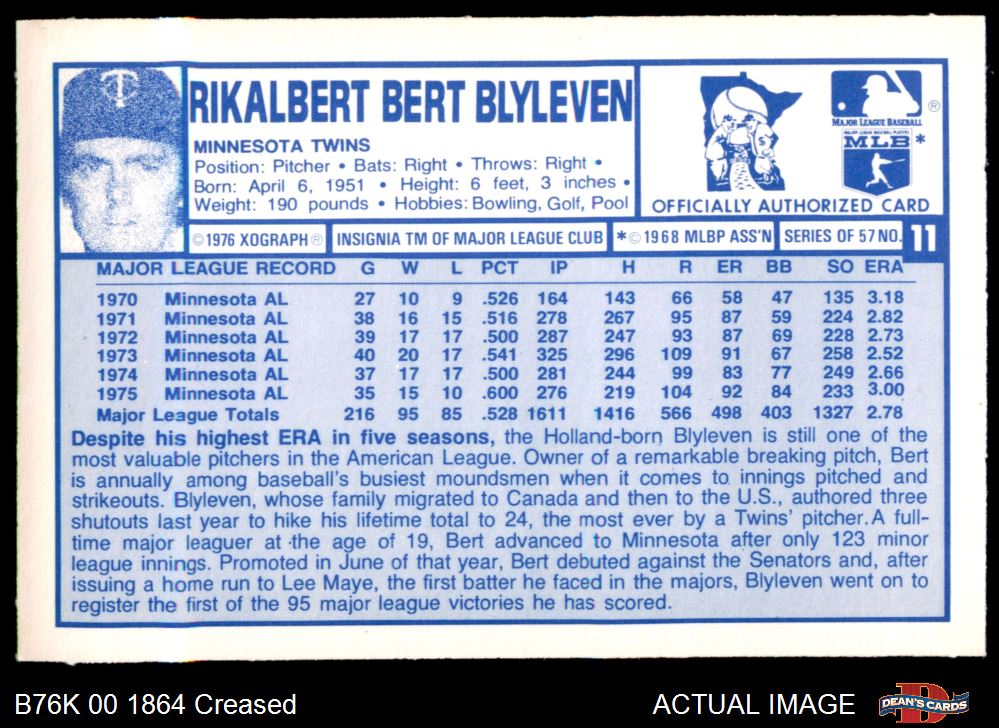 TC
RIKALBERT BERT BLYLEVEN
MINNESOTA TWINS
Position: Pitcher • Bats: Right • Throws: Right •
Born: April 6, 1951 • Height: 6 feet, 3 inches •
Weight: 190 pounds • Hobbies: Bowling, Golf, Pool
MAJOR LEAGUE BASEBALL ®
MAJOR LEAGUE BASEBALL PLAYERS
MLB *
OFFICIALLY AUTHORIZED CARD
© 1976 XOGRAPH ® INSIGNIA TM OF MAJOR LEAGUE CLUB * © 1968 MLBP ASS'N SERIES OF 57 NO. 11
MAJOR LEAGUE RECORD G W L PCT IP H R ER BB SO ERA
1970 Minnesota AL 27 10 9 .526 164 143 66 58 47 135 3.18
1971 Minnesota AL 38 16 15 .516 278 267 95 87 59 224 2.82
1972 Minnesota AL 39 17 17 .500 287 247 93 87 69 228 2.73
1973 Minnesota AL 40 20 17 .541 325 296 109 91 67 258 2.52
1974 Minnesota AL 37 17 17 .500 281 244 99 83 77 249 2.66
1975 Minnesota AL 35 15 10 .600 276 219 104 92 84 233 3.00
Major League Totals 216 95 85 .528 1611 1416 566 498 403 1327 2.78
Despite his highest ERA in five seasons, the Holland-born Blyleven is still one of the
most valuable pitchers in the American League. Owner of a remarkable breaking pitch, Bert
is annually among baseball's busiest moundsmen when it comes to innings pitched and
strikeouts. Blyleven, whose family migrated to Canada and then to the U.S., authored three
shutouts last year to hike his lifetime total to 24, the most ever by a Twins' pitcher. A full-
time major leaguer at the age of 19, Bert advanced to Minnesota after only 123 minor
league innings. Promoted in June of that year, Bert debuted against the Senators and, after
issuing a home run to Lee Maye, the first batter he faced in the majors, Blyleven went on to
register the first of the 95 major league victories he has scored.
B76K 00 1864 Creased
ACTUAL IMAGE
DEAN'S CARDS